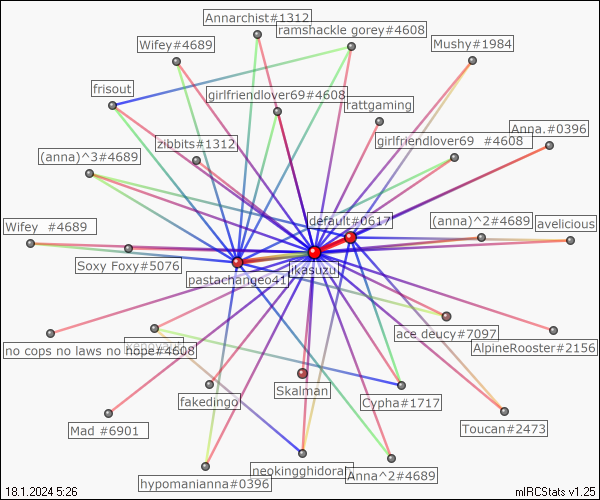 Annarchist#1312
ramshackle gorey#4608
Wifey#4689
Mushy#1984
frisout
girlfriendlover69#4608
rattgaming
Anna.#0396
zibbits#1312
girlfriendlover69 #4608
(anna)^3#4689
default#0617
(anna)^2#4689
avelicious
Wifey #4689
Soxy Foxy#5076
pastachangeo41
jikasuzu
ace deucy#7097
AlpineRooster#2156
no cops no laws no hope#4608
Skalman
Cypha#1717
fakedingo
Toucan#2473
Mad #6901
neokingghidorah
Anna^2#4689
hypomanianna#0396
18.1.2024 5:26
mIRCStats v1.25